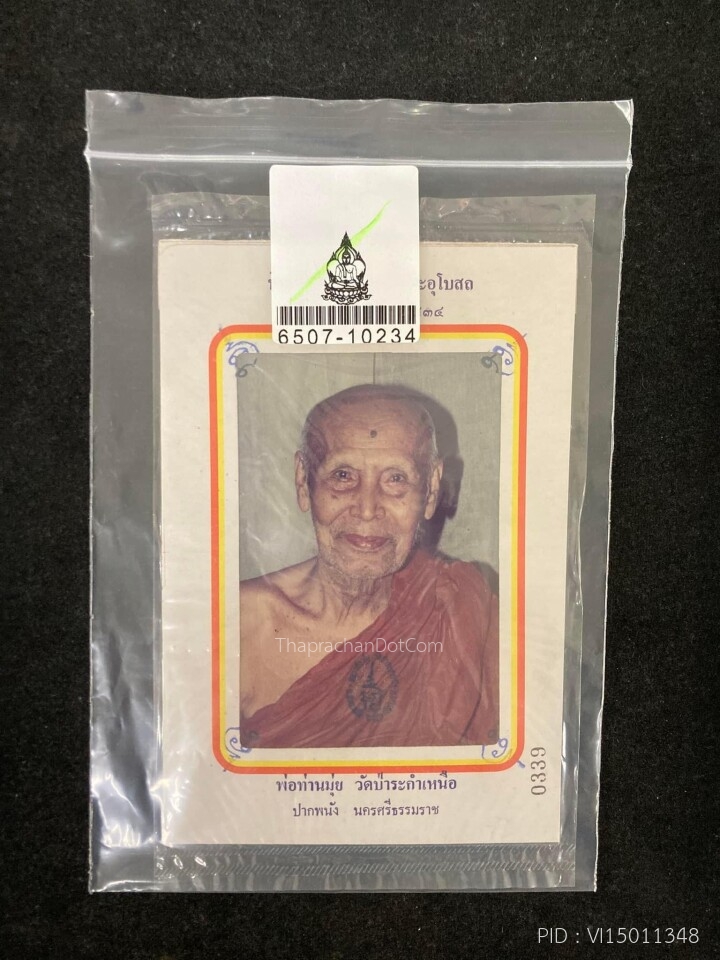 ะอุโบสถ
๓๔
6507-10234
ThaprachanDotCom
0339
พ่อท่านมุ่ย วัดป่าระกำเหนือ
ปากพนัง นครศรีธรรมราช
PID : VI15011348